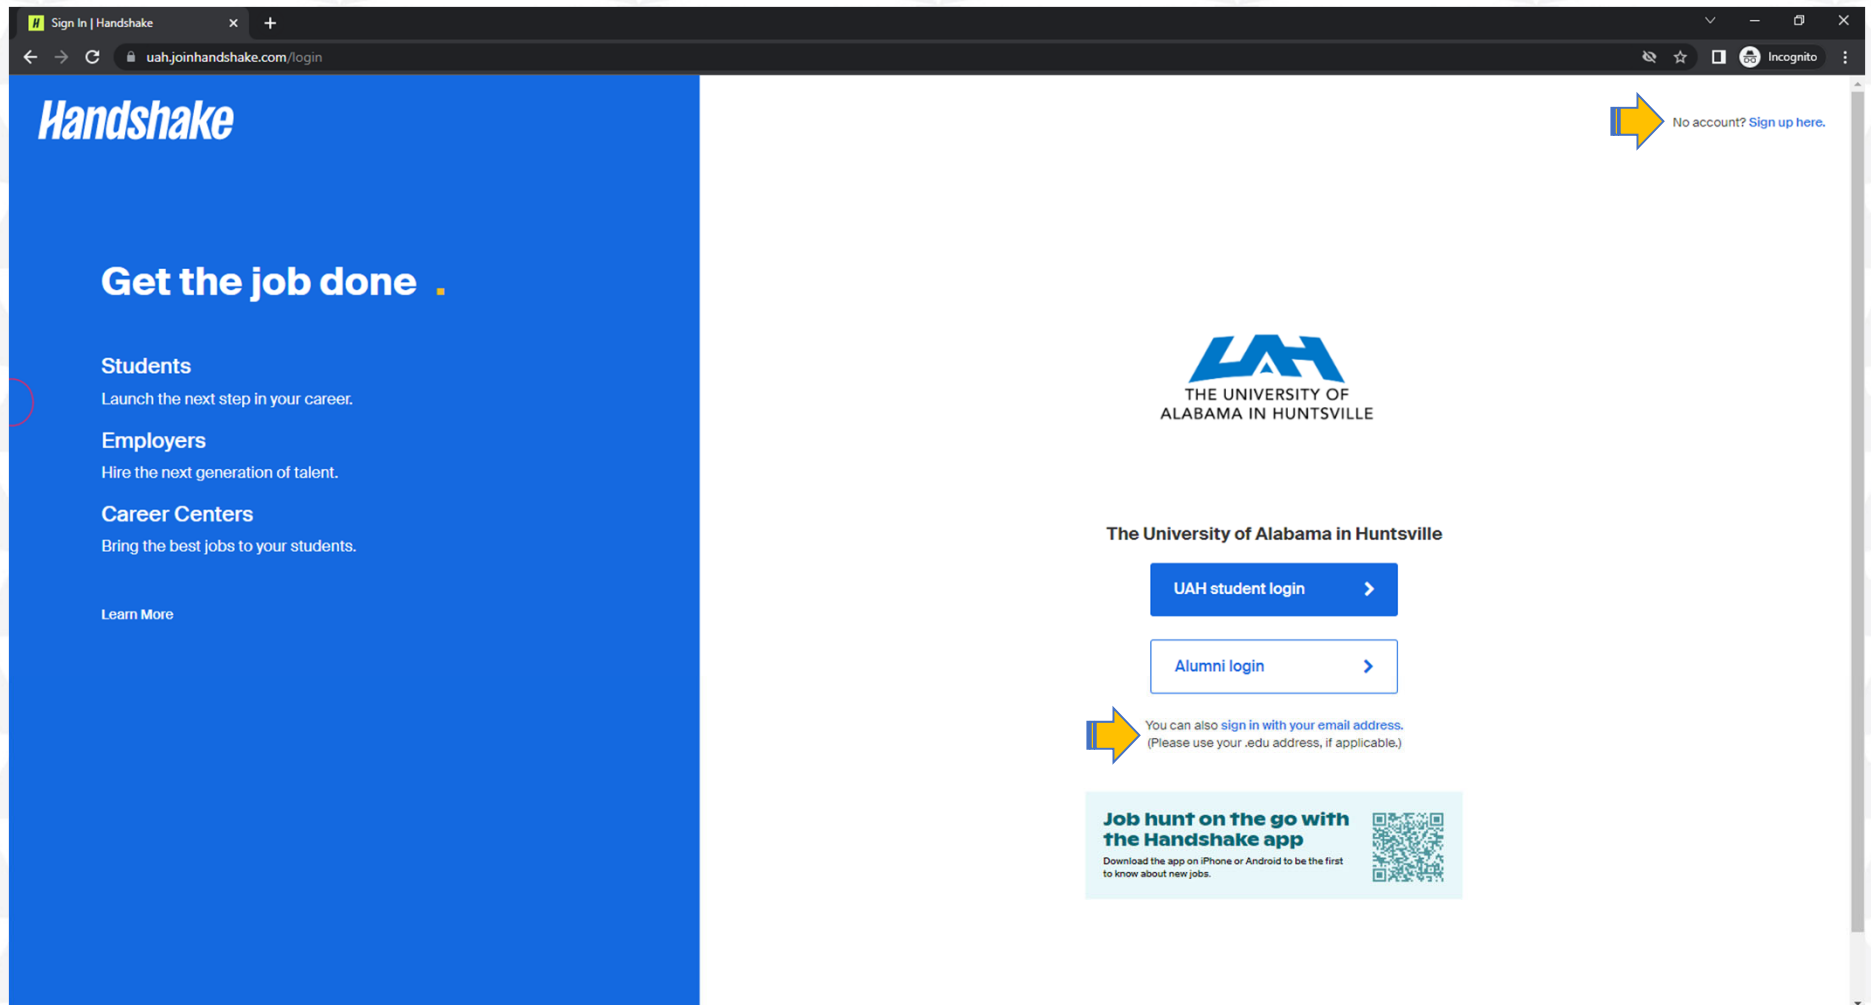 Sign In | Handshake
uah.joinhandshake.com/login
Incognito
Handshake
No account? Sign up here.
Get the job done .
Students
Launch the next step in your career.
Employers
Hire the next generation of talent.
Career Centers
Bring the best jobs to your students.
Learn More
UAH
THE UNIVERSITY OF
ALABAMA IN HUNTSVILLE
The University of Alabama in Huntsville
UAH student login
Alumni login
You can also sign in with your email address.
(Please use your .edu address, if applicable.)
Job hunt on the go with
the Handshake app
Download the app on iPhone or Android to be the first
to know about new jobs.